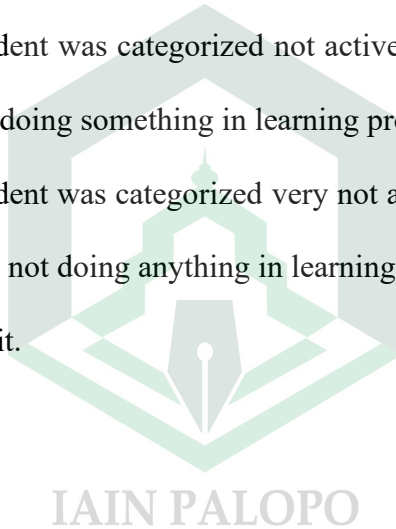 dent was categorized not active
doing something in learning pro
dent was categorized very not a
not doing anything in learning
it.
IAIN PALOPO